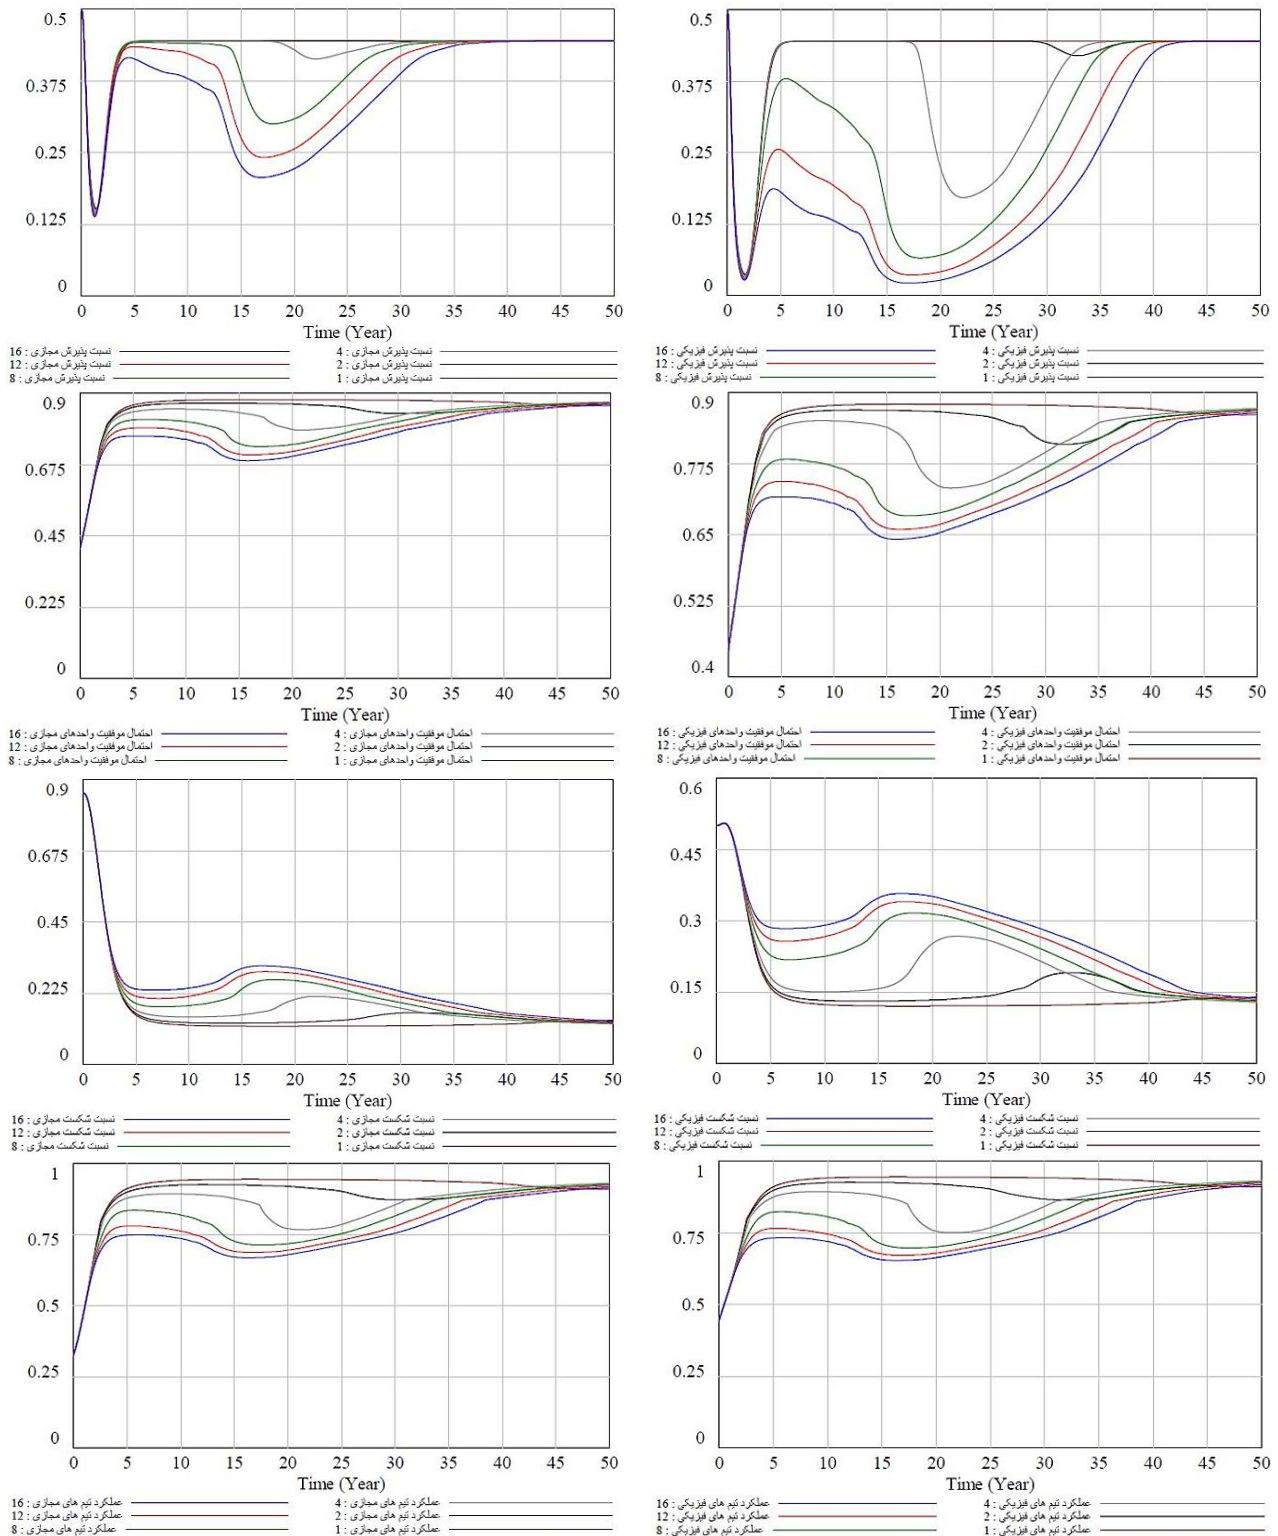 0.5
0.375
0.25
0.125
0
0 5 10 15 20 25 30 35 40 45 50
Time (Year)
نسبت پذیرش مجازی : 16
نسبت پذیرش مجازی : 12
نسبت پذیرش مجازی : 8
نسبت پذیرش مجازی : 4
نسبت پذیرش مجازی : 2
نسبت پذیرش مجازی : 1
0.5
0.375
0.25
0.125
0
0 5 10 15 20 25 30 35 40 45 50
Time (Year)
نسبت پذیرش فیزیکی : 16
نسبت پذیرش فیزیکی : 12
نسبت پذیرش فیزیکی : 8
نسبت پذیرش فیزیکی : 4
نسبت پذیرش فیزیکی : 2
نسبت پذیرش فیزیکی : 1
0.9
0.675
0.45
0.225
0
0 5 10 15 20 25 30 35 40 45 50
Time (Year)
احتمال موفقیت واحدهای مجازی : 16
احتمال موفقیت واحدهای مجازی : 12
احتمال موفقیت واحدهای مجازی : 8
احتمال موفقیت واحدهای مجازی : 4
احتمال موفقیت واحدهای مجازی : 2
احتمال موفقیت واحدهای مجازی : 1
0.9
0.775
0.65
0.525
0.4
0 5 10 15 20 25 30 35 40 45 50
Time (Year)
احتمال موفقیت واحدهای فیزیکی : 16
احتمال موفقیت واحدهای فیزیکی : 12
احتمال موفقیت واحدهای فیزیکی : 8
احتمال موفقیت واحدهای فیزیکی : 4
احتمال موفقیت واحدهای فیزیکی : 2
احتمال موفقیت واحدهای فیزیکی : 1
0.9
0.675
0.45
0.225
0
0 5 10 15 20 25 30 35 40 45 50
Time (Year)
نسبت شکست مجازی : 16
نسبت شکست مجازی : 12
نسبت شکست مجازی : 8
نسبت شکست مجازی : 4
نسبت شکست مجازی : 2
نسبت شکست مجازی : 1
0.6
0.45
0.3
0.15
0
0 5 10 15 20 25 30 35 40 45 50
Time (Year)
نسبت شکست فیزیکی : 16
نسبت شکست فیزیکی : 12
نسبت شکست فیزیکی : 8
نسبت شکست فیزیکی : 4
نسبت شکست فیزیکی : 2
نسبت شکست فیزیکی : 1
1
0.75
0.5
0.25
0
0 5 10 15 20 25 30 35 40 45 50
Time (Year)
عملکرد تیم های مجازی : 16
عملکرد تیم های مجازی : 12
عملکرد تیم های مجازی : 8
عملکرد تیم های مجازی : 4
عملکرد تیم های مجازی : 2
عملکرد تیم های مجازی : 1
1
0.75
0.5
0.25
0
0 5 10 15 20 25 30 35 40 45 50
Time (Year)
عملکرد تیم های فیزیکی : 16
عملکرد تیم های فیزیکی : 12
عملکرد تیم های فیزیکی : 8
عملکرد تیم های فیزیکی : 4
عملکرد تیم های فیزیکی : 2
عملکرد تیم های فیزیکی : 1